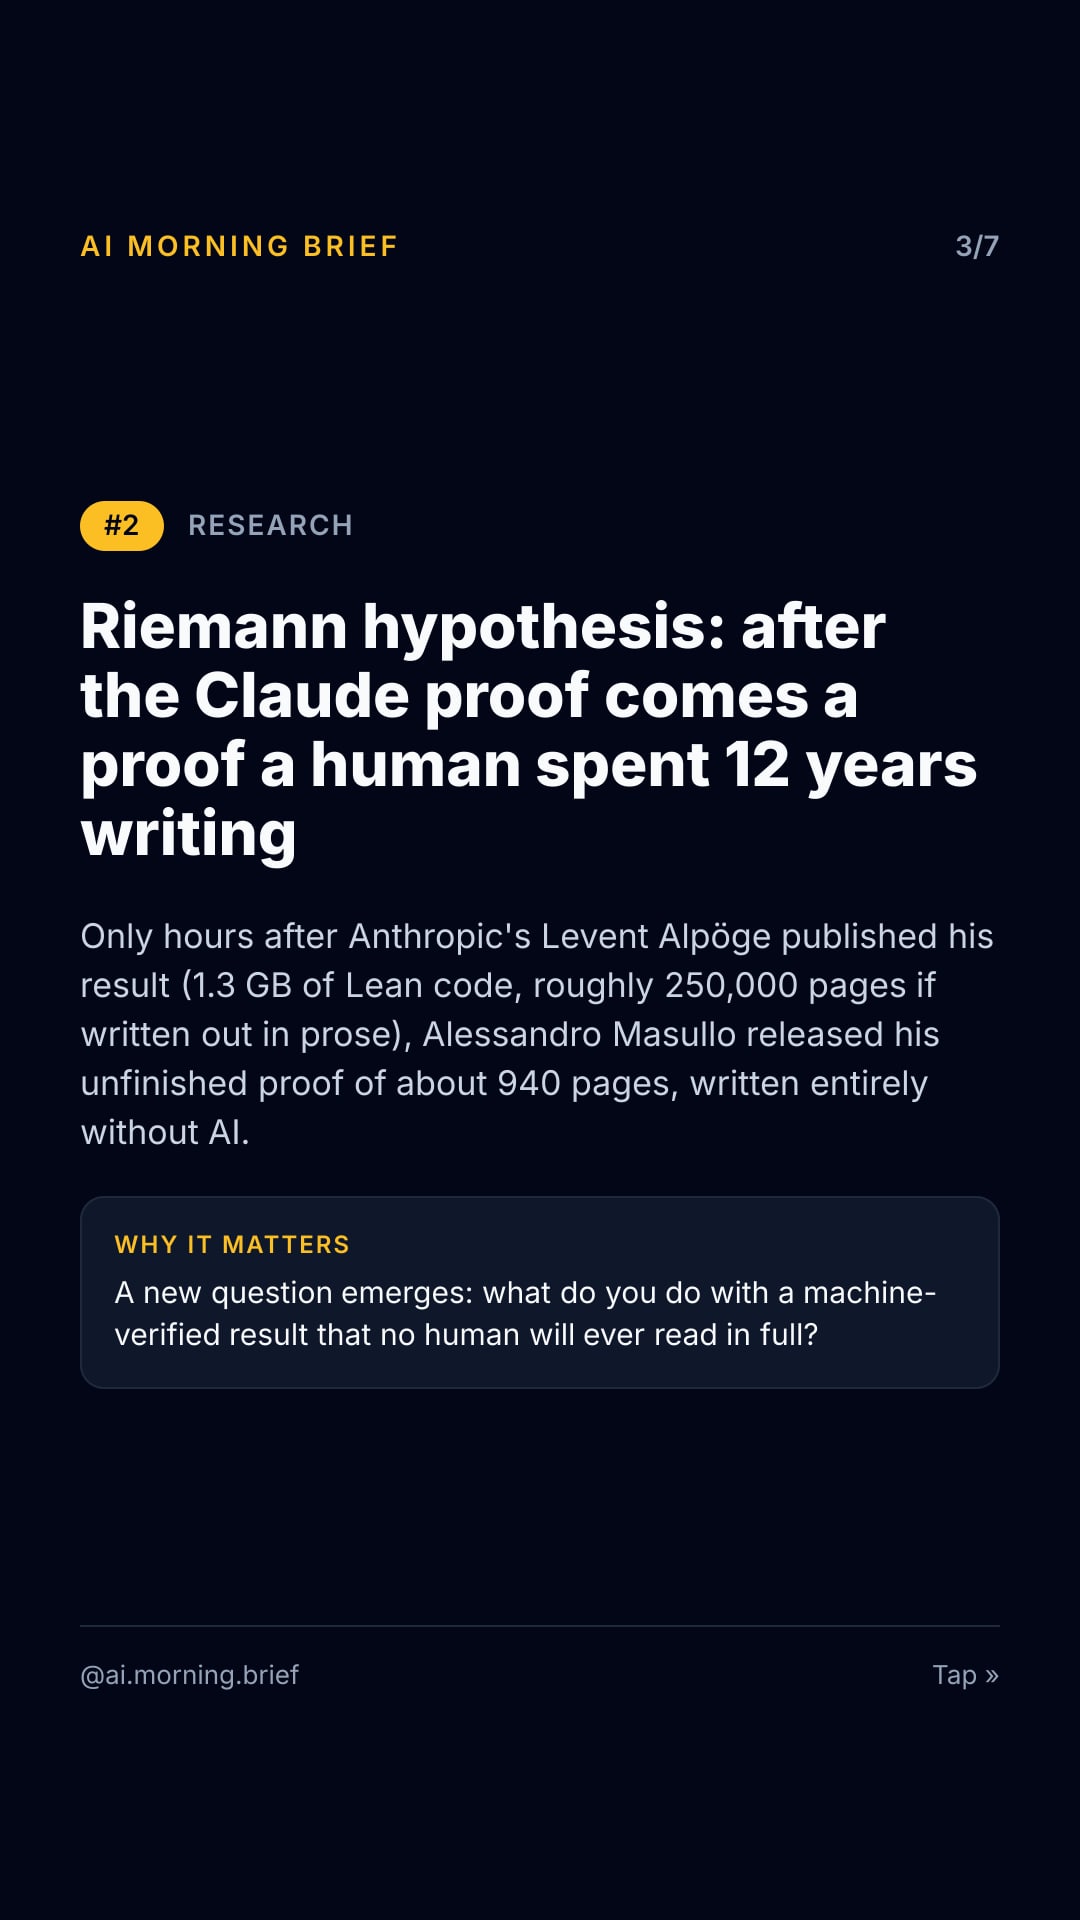 AI MORNING BRIEF
3/7
#2 RESEARCH
Riemann hypothesis: after
the Claude proof comes a
proof a human spent 12 years
writing
Only hours after Anthropic's Levent Alpöge published his
result (1.3 GB of Lean code, roughly 250,000 pages if
written out in prose), Alessandro Masullo released his
unfinished proof of about 940 pages, written entirely
without AI.
WHY IT MATTERS
A new question emerges: what do you do with a machine-
verified result that no human will ever read in full?
@ai.morning.brief
Tap »